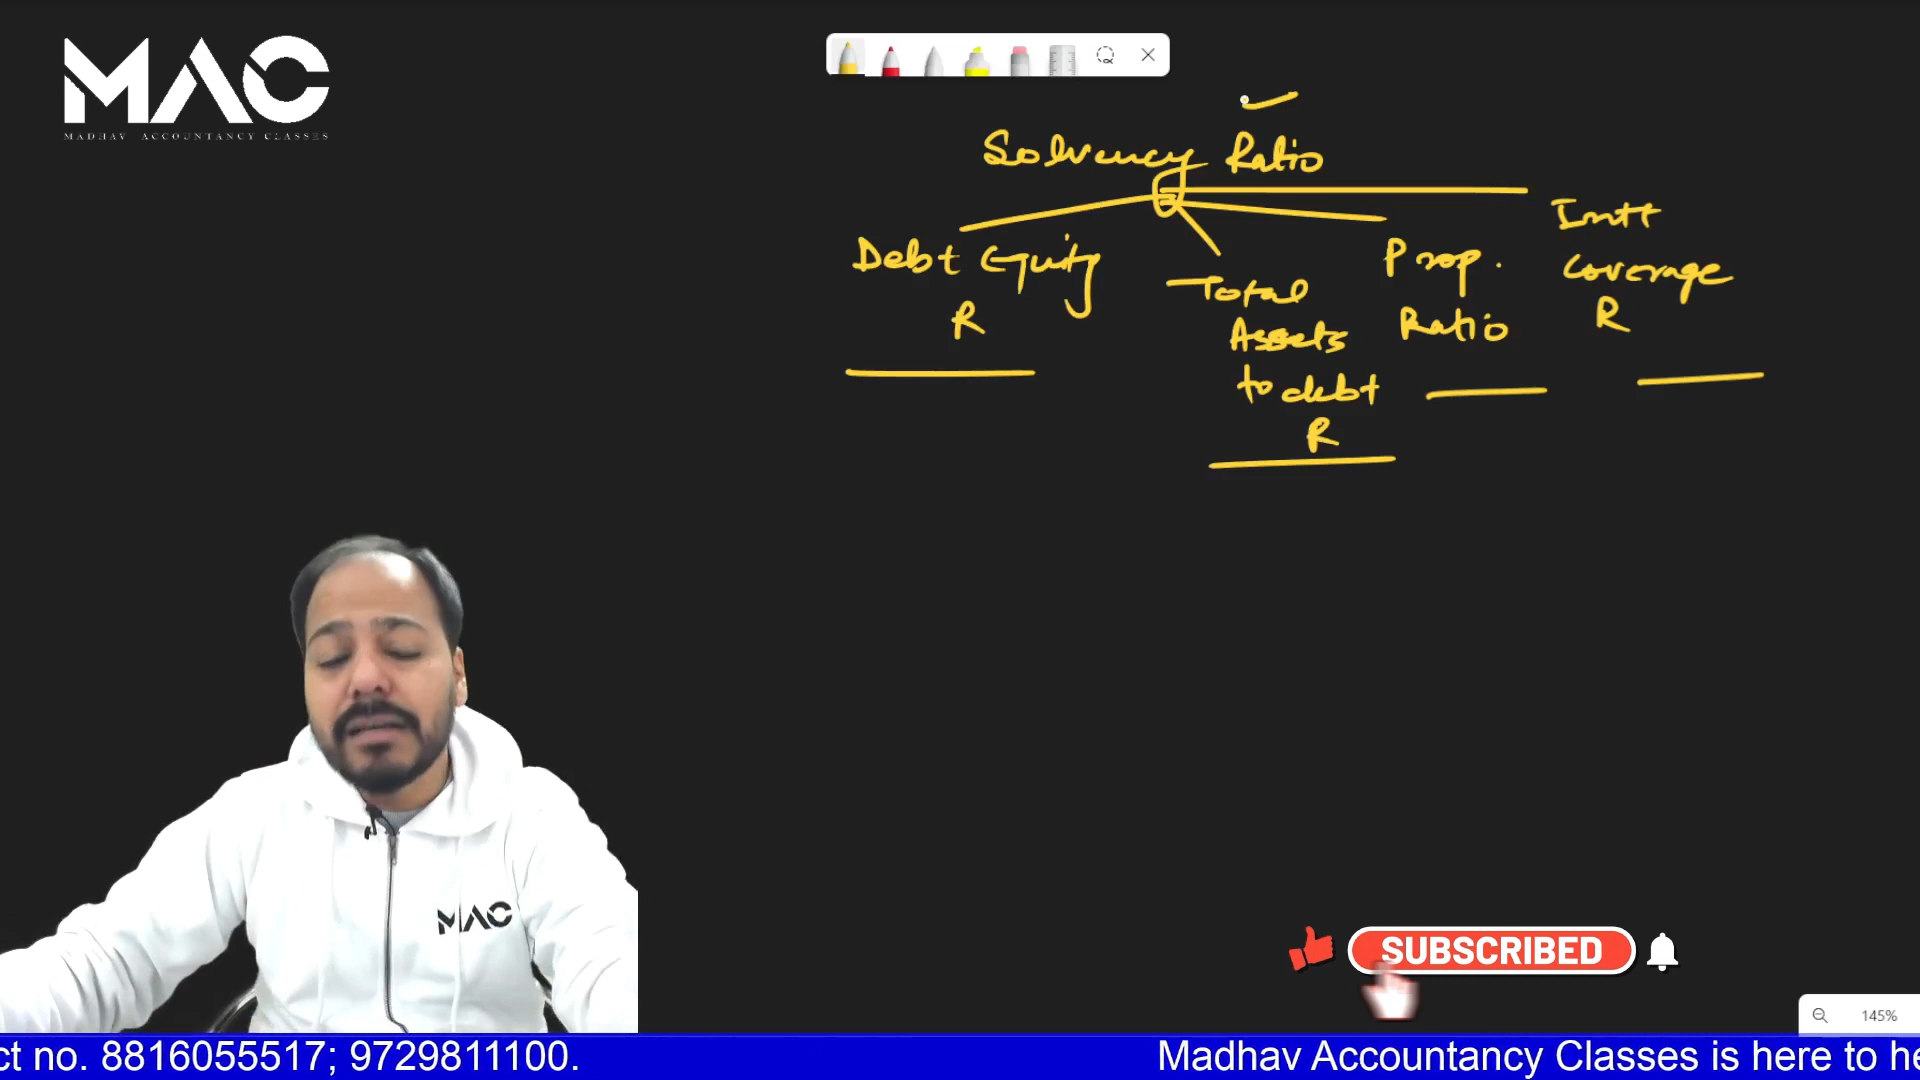 MAC
MADHAV ACCOUNTANCY CLASSES
Solvency Ratio
Debt Equity
R
Total
Assets
to debt
R
Prop.
Ratio
Intt
coverage
R
MAC
SUBSCRIBED
145%
ct no. 8816055517; 9729811100.
Madhav Accountancy Classes is here to he